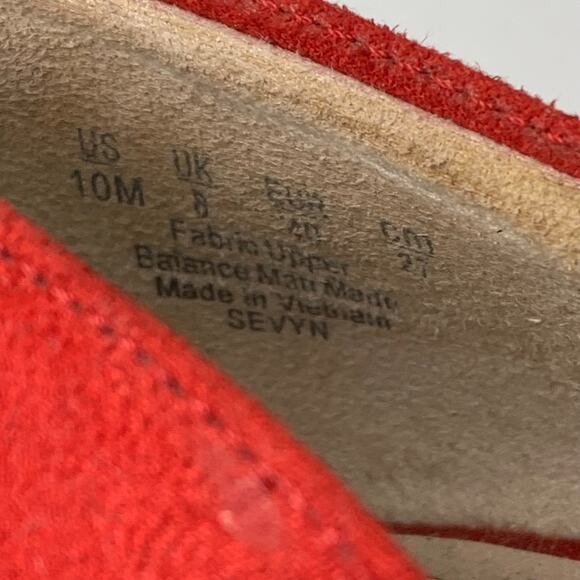 US UK EUR cm
10M 8 40 27
Fabric Upper
Balance Man Made
Made in Vietnam
SEVYN